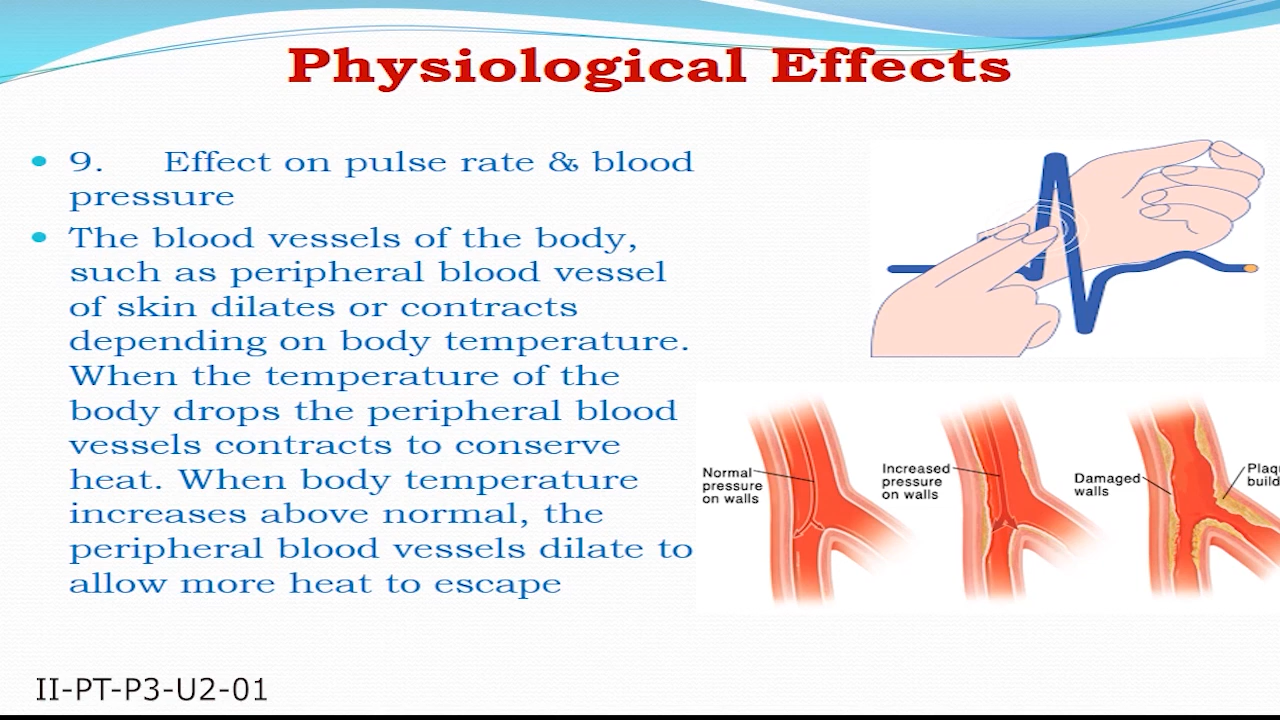 Physiological Effects
9. Effect on pulse rate & blood
pressure
The blood vessels of the body,
such as peripheral blood vessel
of skin dilates or contracts
depending on body temperature.
When the temperature of the
body drops the peripheral blood
vessels contracts to conserve
heat. When body temperature
increases above normal, the
peripheral blood vessels dilate to
allow more heat to escape
Normal
pressure
on walls
Increased
pressure
on walls
Damaged
walls
Plaq
build
II-PT-P3-U2-01